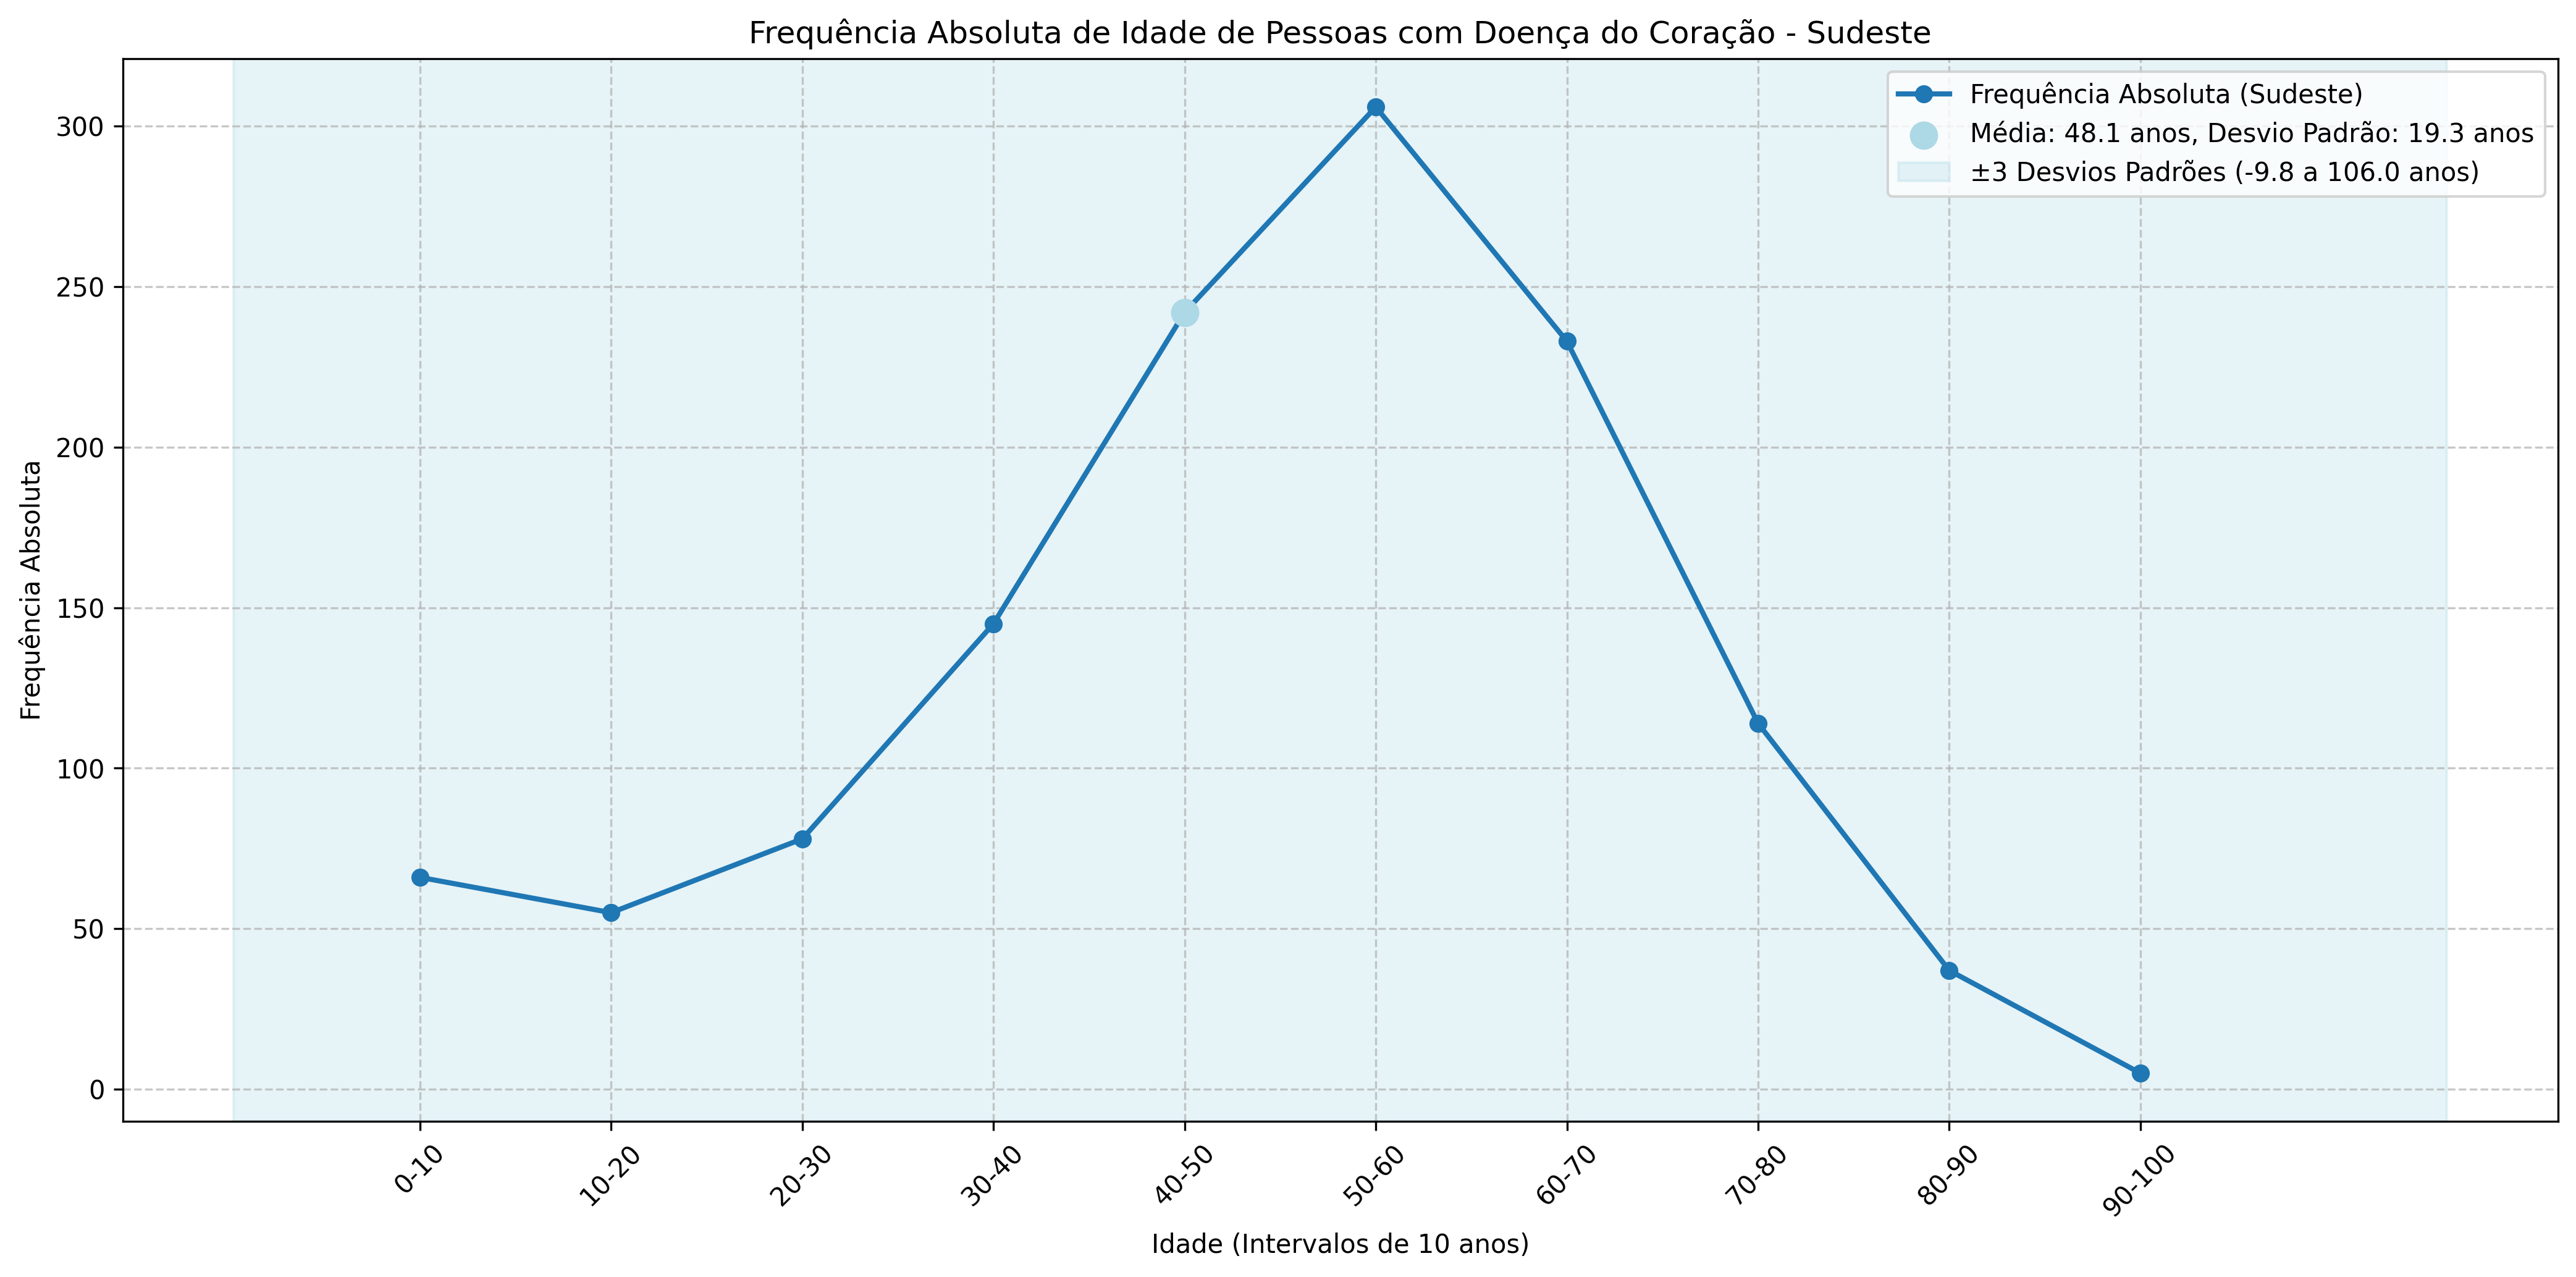 Frequência Absoluta de Idade de Pessoas com Doença do Coração - Sudeste
Frequência Absoluta (Sudeste)
Média: 48.1 anos, Desvio Padrão: 19.3 anos
±3 Desvios Padrões (-9.8 a 106.0 anos)
Frequência Absoluta
300
250
200
150
100
50
0
0-10
10-20
20-30
30-40
40-50
50-60
60-70
70-80
80-90
90-100
Idade (Intervalos de 10 anos)